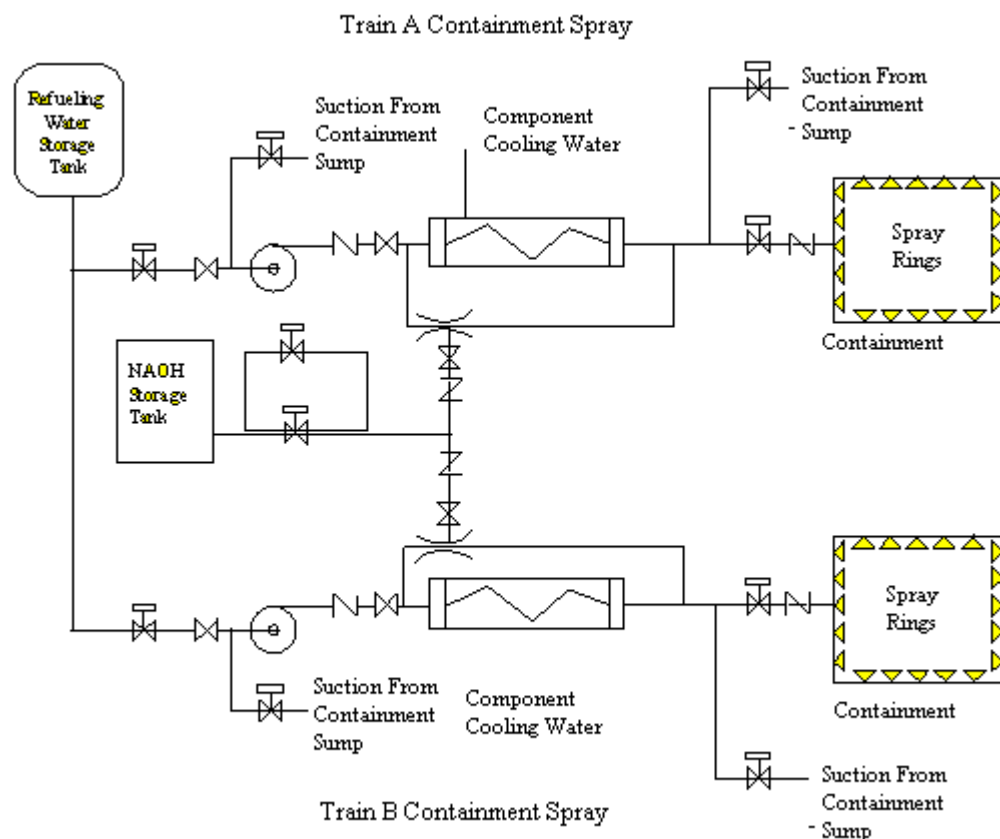 Train A Containment Spray
Refueling
Water
Storage
Tank
Suction From
Containment
Sump
Component
Cooling Water
Suction From
Containment
- Sump
Spray
Rings
Containment
NAOH
Storage
Tank
Spray
Rings
Containment
Suction From
Containment
Sump
Component
Cooling Water
Suction From
Containment
- Sump
Train B Containment Spray